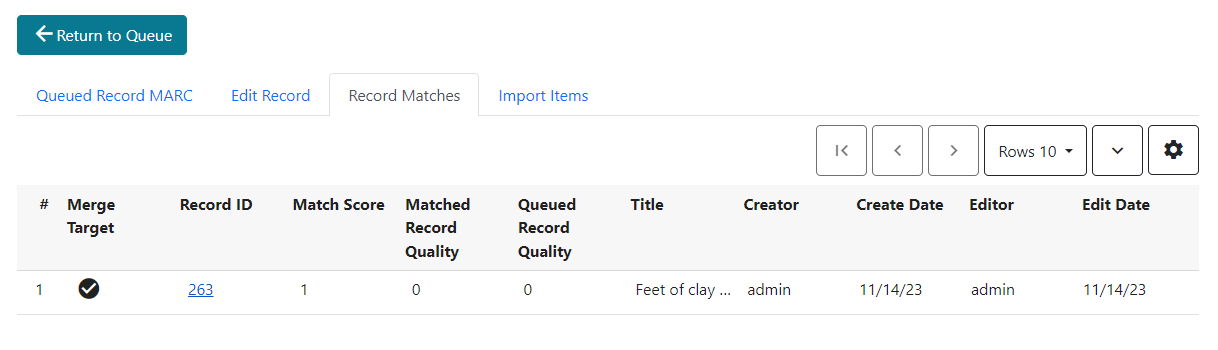 Return to Queue
Queued Record MARC Edit Record Record Matches Import Items
Rows 10
# Merge Target Record ID Match Score Matched Record Quality Queued Record Quality Title Creator Create Date Editor Edit Date
1 263 1 0 0 Feet of clay ... admin 11/14/23 admin 11/14/23